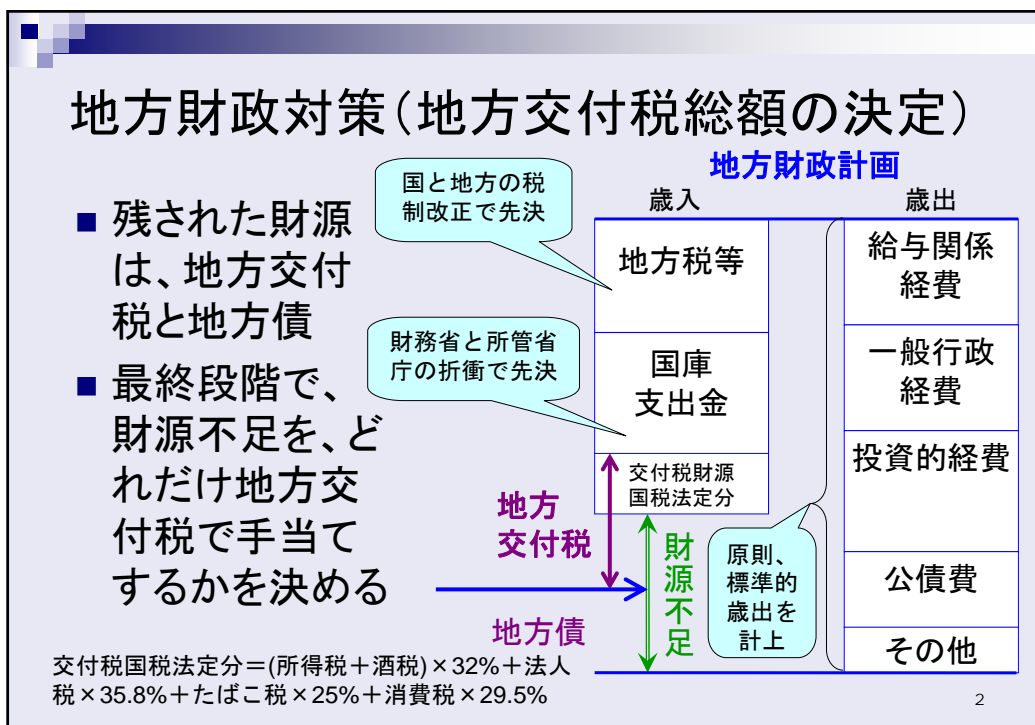 地方財政対策(地方交付税総額の決定)
■ 残された財源
は、地方交付
税と地方債
■ 最終段階で、
財源不足を、ど
れだけ地方交
付税で手当て
するかを決める
国と地方の税
制改正で先決
財務省と所管省
庁の折衝で先決
地方財政計画
歳入
地方税等
国庫
支出金
交付税財源
国税法定分
地方
交付税
地方債
財
源
不
足
原則、
標準的
歳出を
計上
歳出
給与関係
経費
一般行政
経費
投資的経費
公債費
その他
交付税国税法定分=(所得税+酒税)×32%+法人
税×35.8%+たばこ税×25%+消費税×29.5%
2